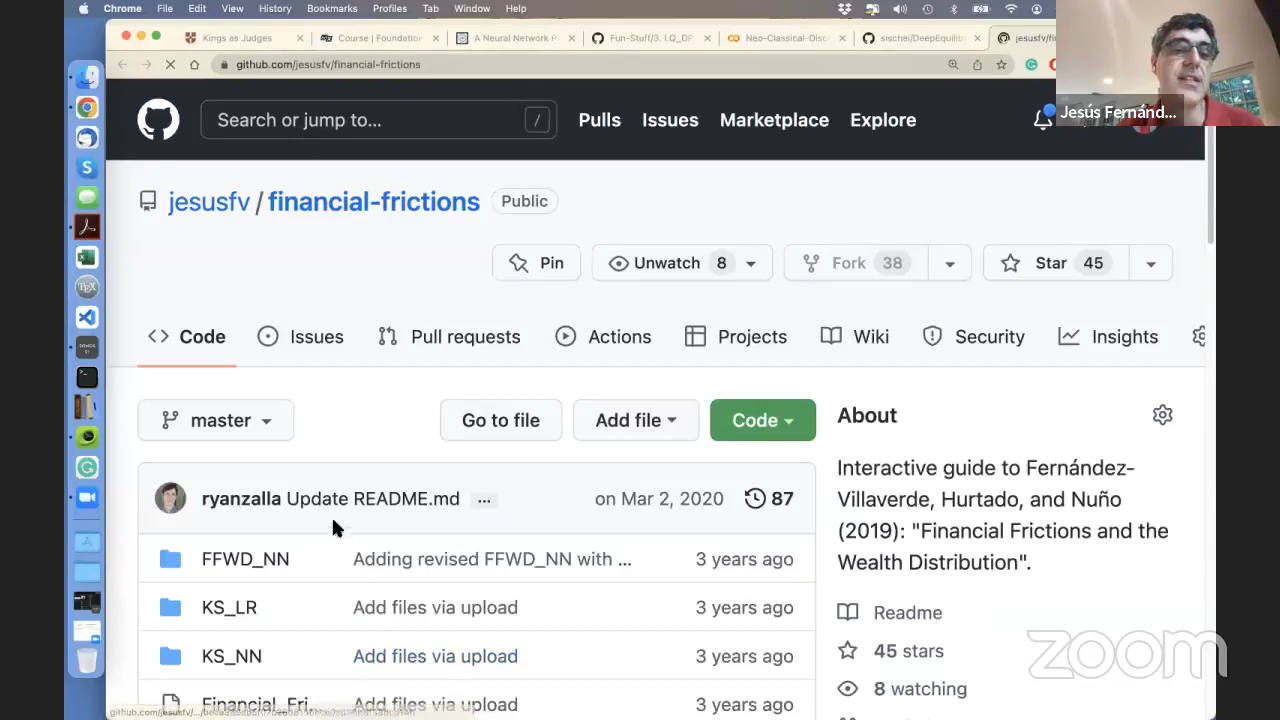 Chrome File Edit View History Bookmarks Profiles Tab Window Help
Kings as Judges
Course | Foundation
A Neural Network P
Fun-Stuff/3. I.Q_DP
Neo-Classical-Disc
sischei/DeepEquilib
jesusfv/fi
github.com/jesusfv/financial-frictions
Jesús Fernánd...
Search or jump to... /
Pulls Issues Marketplace Explore
jesusfv / financial-frictions Public
Pin Unwatch 8 Fork 38 Star 45
Code Issues Pull requests Actions Projects Wiki Security Insights
master Go to file Add file Code
ryanzalla Update README.md ... on Mar 2, 2020 87
FFWD_NN Adding revised FFWD_NN with ... 3 years ago
KS_LR Add files via upload 3 years ago
KS_NN Add files via upload 3 years ago
Financial_Fri... Add files via upload 3 years ago
About
Interactive guide to Fernández-
Villaverde, Hurtado, and Nuño
(2019): "Financial Frictions and the
Wealth Distribution".
Readme
45 stars
8 watching
zoom